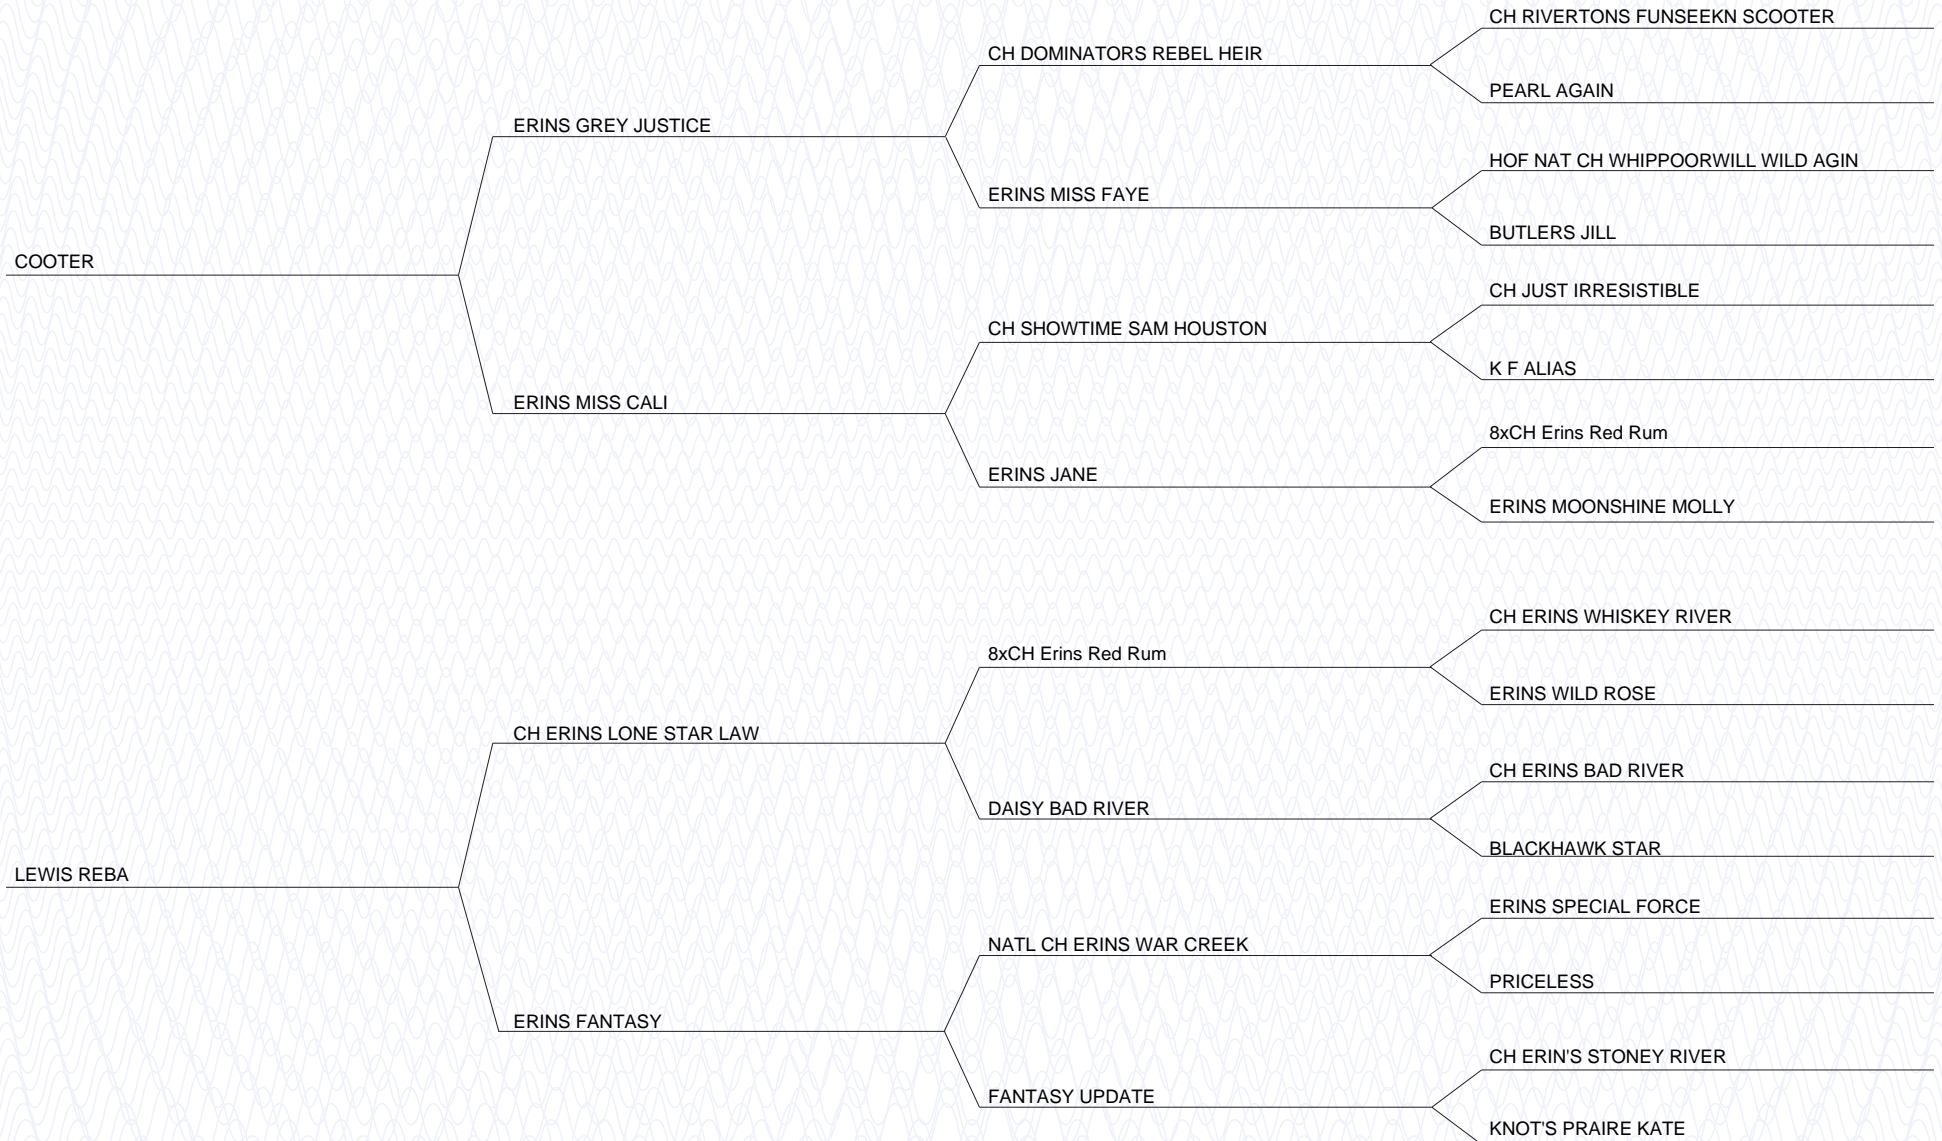 CH RIVERTONS FUNSEEKN SCOOTER
CH DOMINATORS REBEL HEIR
PEARL AGAIN
ERINS GREY JUSTICE
HOF NAT CH WHIPPOORWILL WILD AGIN
ERINS MISS FAYE
BUTLERS JILL
COOTER
CH JUST IRRESISTIBLE
CH SHOWTIME SAM HOUSTON
K F ALIAS
ERINS MISS CALI
8xCH Erins Red Rum
ERINS JANE
ERINS MOONSHINE MOLLY
CH ERINS WHISKEY RIVER
8xCH Erins Red Rum
ERINS WILD ROSE
CH ERINS LONE STAR LAW
CH ERINS BAD RIVER
DAISY BAD RIVER
BLACKHAWK STAR
LEWIS REBA
ERINS SPECIAL FORCE
NATL CH ERINS WAR CREEK
PRICELESS
ERINS FANTASY
CH ERIN'S STONEY RIVER
FANTASY UPDATE
KNOT'S PRAIRE KATE